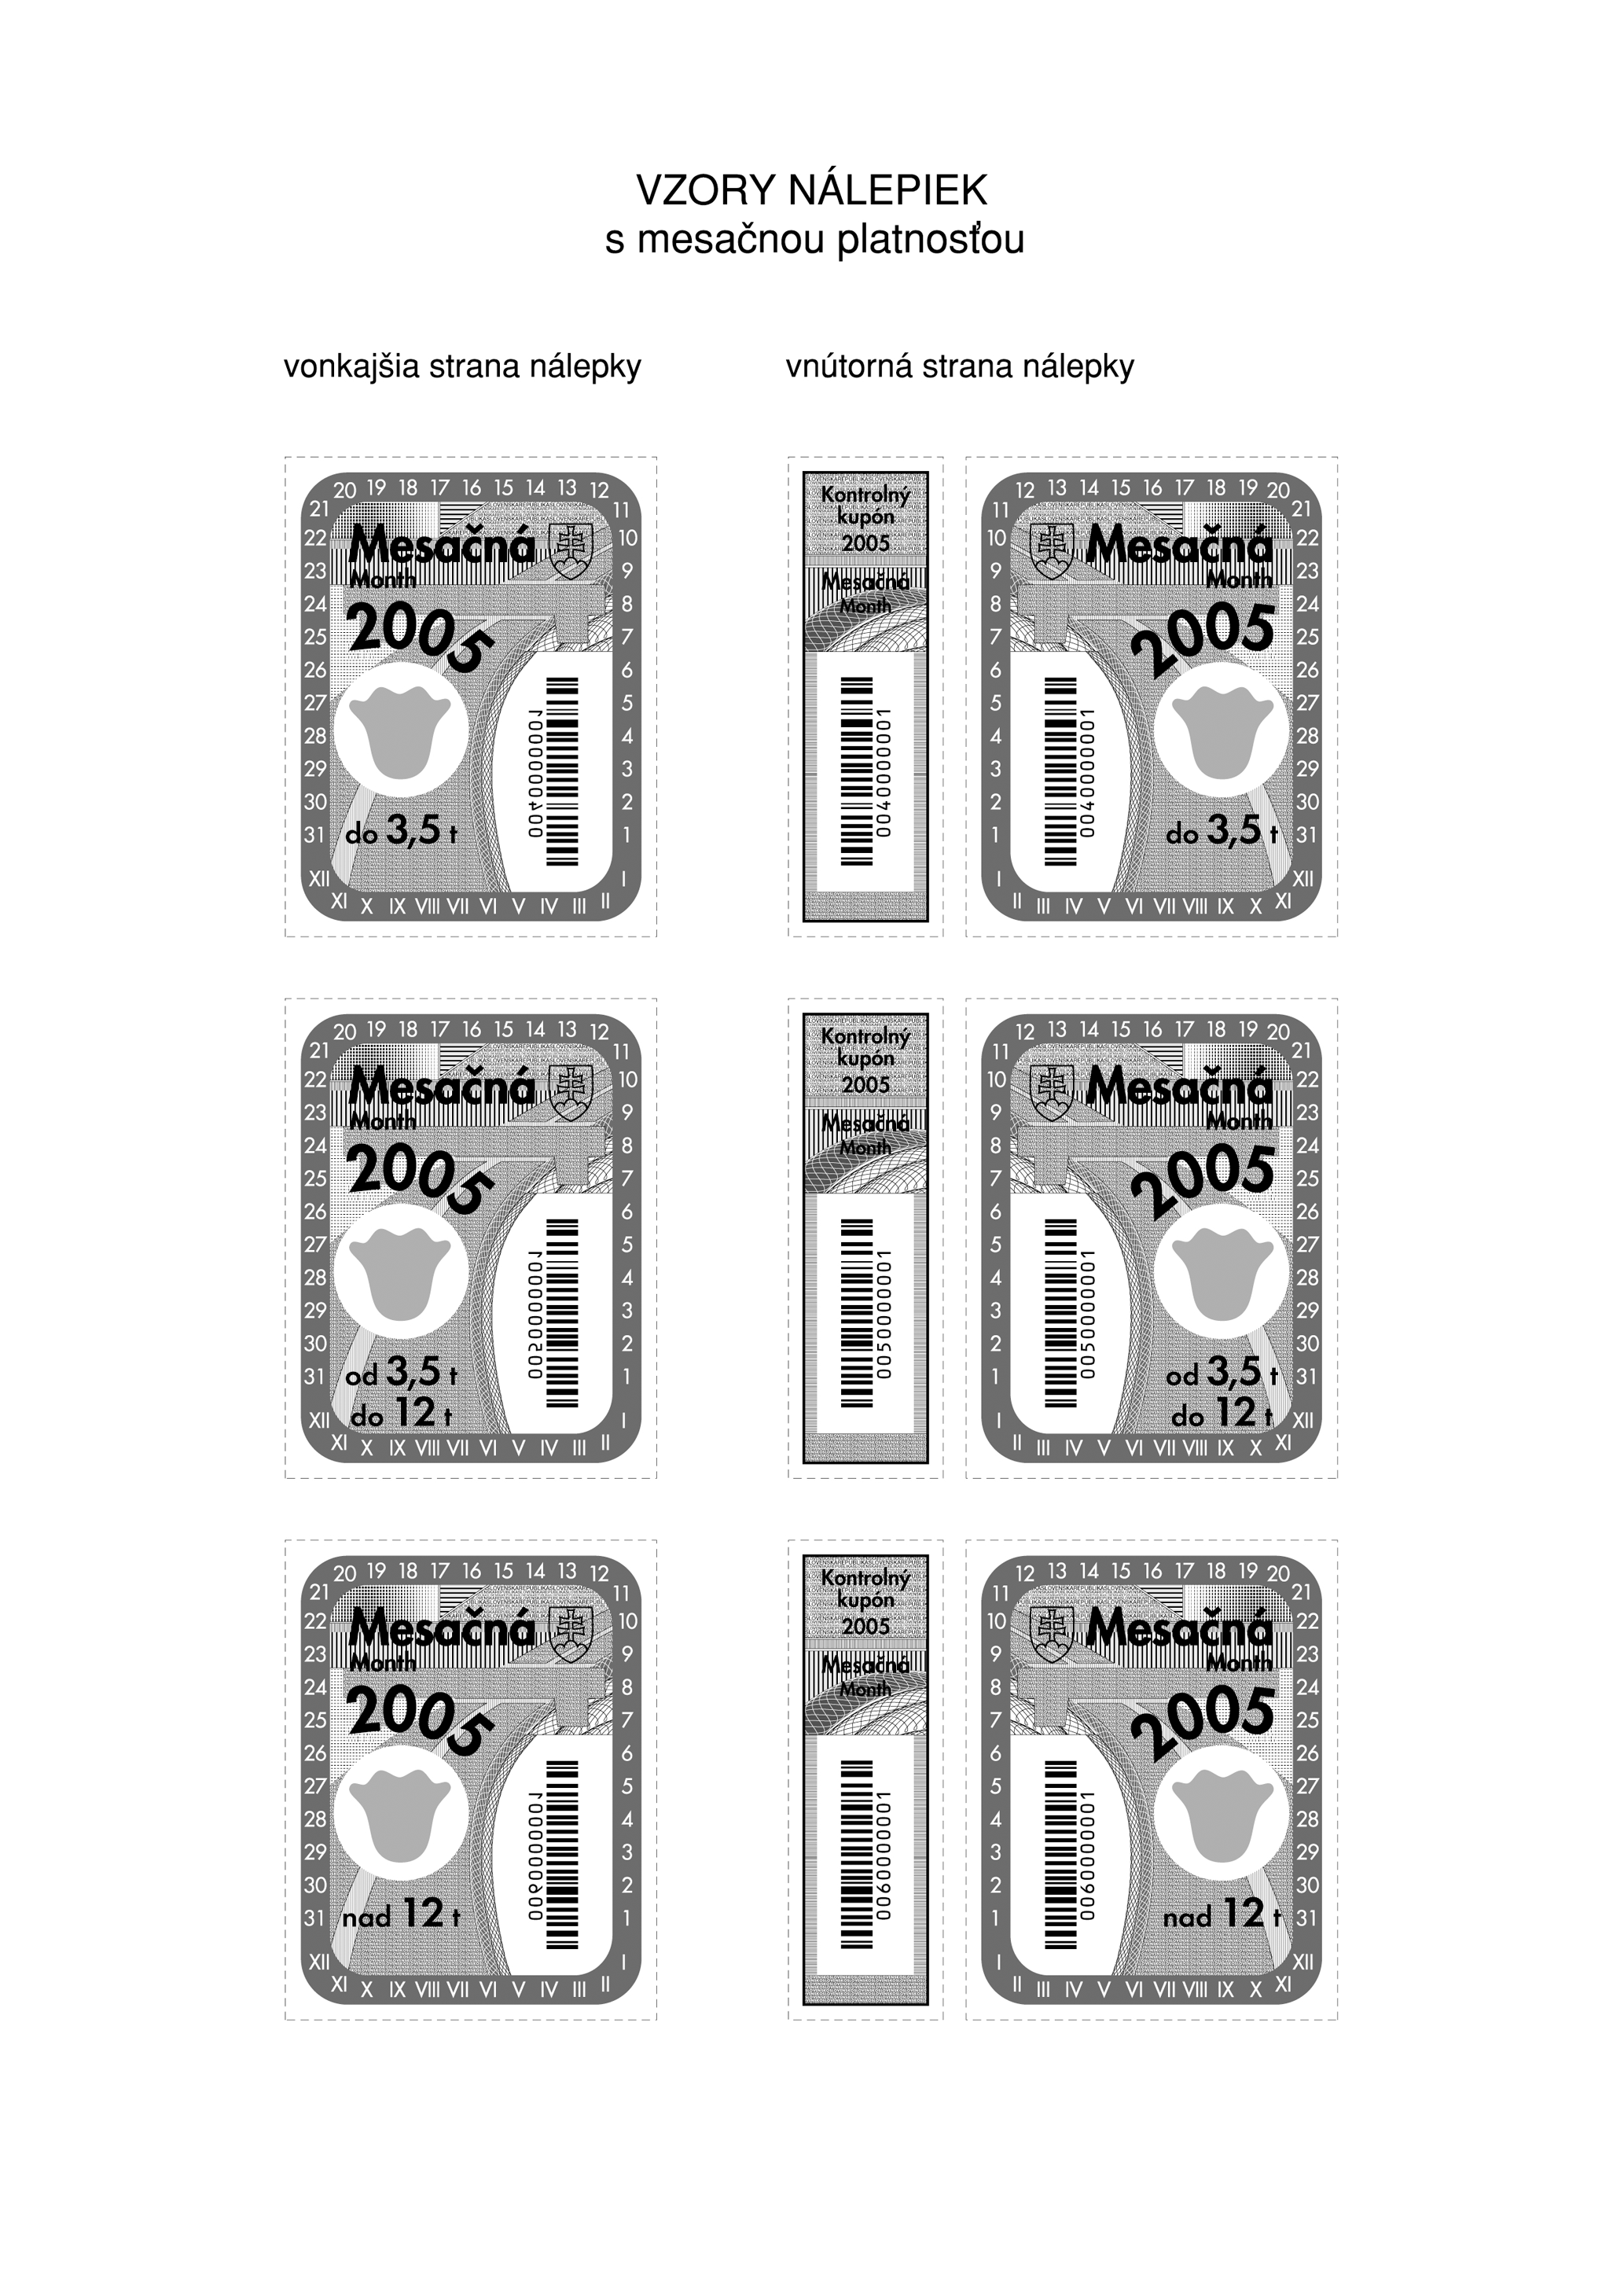 VZORY NÁLEPIEK
s mesačnou platnosťou
vonkajšia strana nálepky
vnútorná strana nálepky
20 19 18 17 16 15 14 13 12
21 11
22 10
23 9
24 8
25 7
26 6
27 5
28 4
29 3
30 2
31 1
XII I
XI X IX VIII VII VI V IV III II
Mesačná
Month
2005
do 3,5 t
004000001
Kontrolný
kupón
2005
Mesačná
Month
004000001
12 13 14 15 16 17 18 19 20
11 21
10 22
9 23
8 24
7 25
6 26
5 27
4 28
3 29
2 30
1 31
I XII
II III IV V VI VII VIII IX X XI
Mesačná
Month
2005
do 3,5 t
004000001
20 19 18 17 16 15 14 13 12
21 11
22 10
23 9
24 8
25 7
26 6
27 5
28 4
29 3
30 2
31 1
XII I
XI X IX VIII VII VI V IV III II
Mesačná
Month
2005
od 3,5 t
do 12 t
005000001
Kontrolný
kupón
2005
Mesačná
Month
005000001
12 13 14 15 16 17 18 19 20
11 21
10 22
9 23
8 24
7 25
6 26
5 27
4 28
3 29
2 30
1 31
I XII
II III IV V VI VII VIII IX X XI
Mesačná
Month
2005
od 3,5 t
do 12 t
005000001
20 19 18 17 16 15 14 13 12
21 11
22 10
23 9
24 8
25 7
26 6
27 5
28 4
29 3
30 2
31 1
XII I
XI X IX VIII VII VI V IV III II
Mesačná
Month
2005
nad 12 t
006000001
Kontrolný
kupón
2005
Mesačná
Month
006000001
12 13 14 15 16 17 18 19 20
11 21
10 22
9 23
8 24
7 25
6 26
5 27
4 28
3 29
2 30
1 31
I XII
II III IV V VI VII VIII IX X XI
Mesačná
Month
2005
nad 12 t
006000001